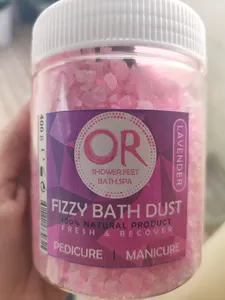 OR
SHOWER.FEET
BATH.SPA
LAVENDER
FIZZY BATH DUST
100% NATURAL PRODUCT
FRESH & RECOVER
PEDICURE | MANICURE